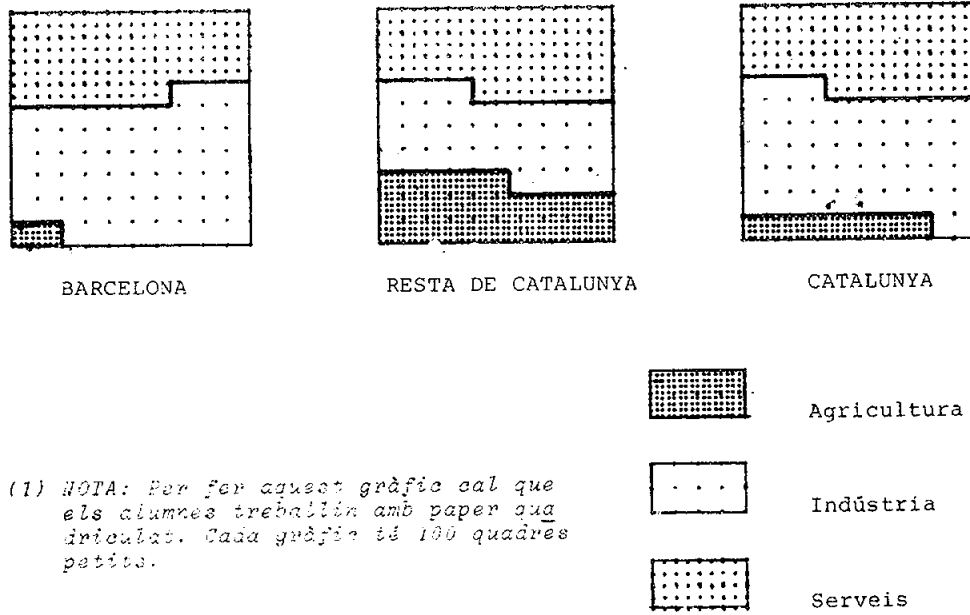 BARCELONA
RESTA DE CATALUNYA
CATALUNYA
Agricultura
Indústria
Serveis
(1) NOTA: Per fer aquest gràfic cal que
els alumnes treballin amb paper qua
driculat. Cada gràfic té 100 quadres
petits.